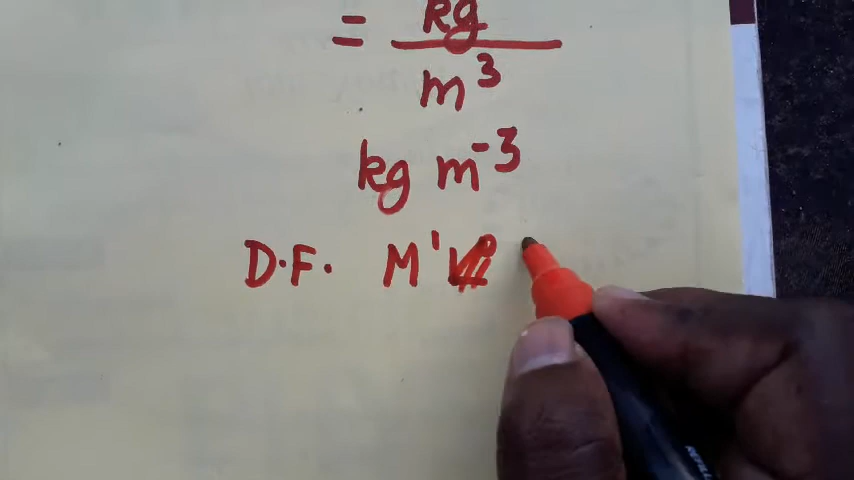 = kg
m³
kg m⁻³
D.F. M¹